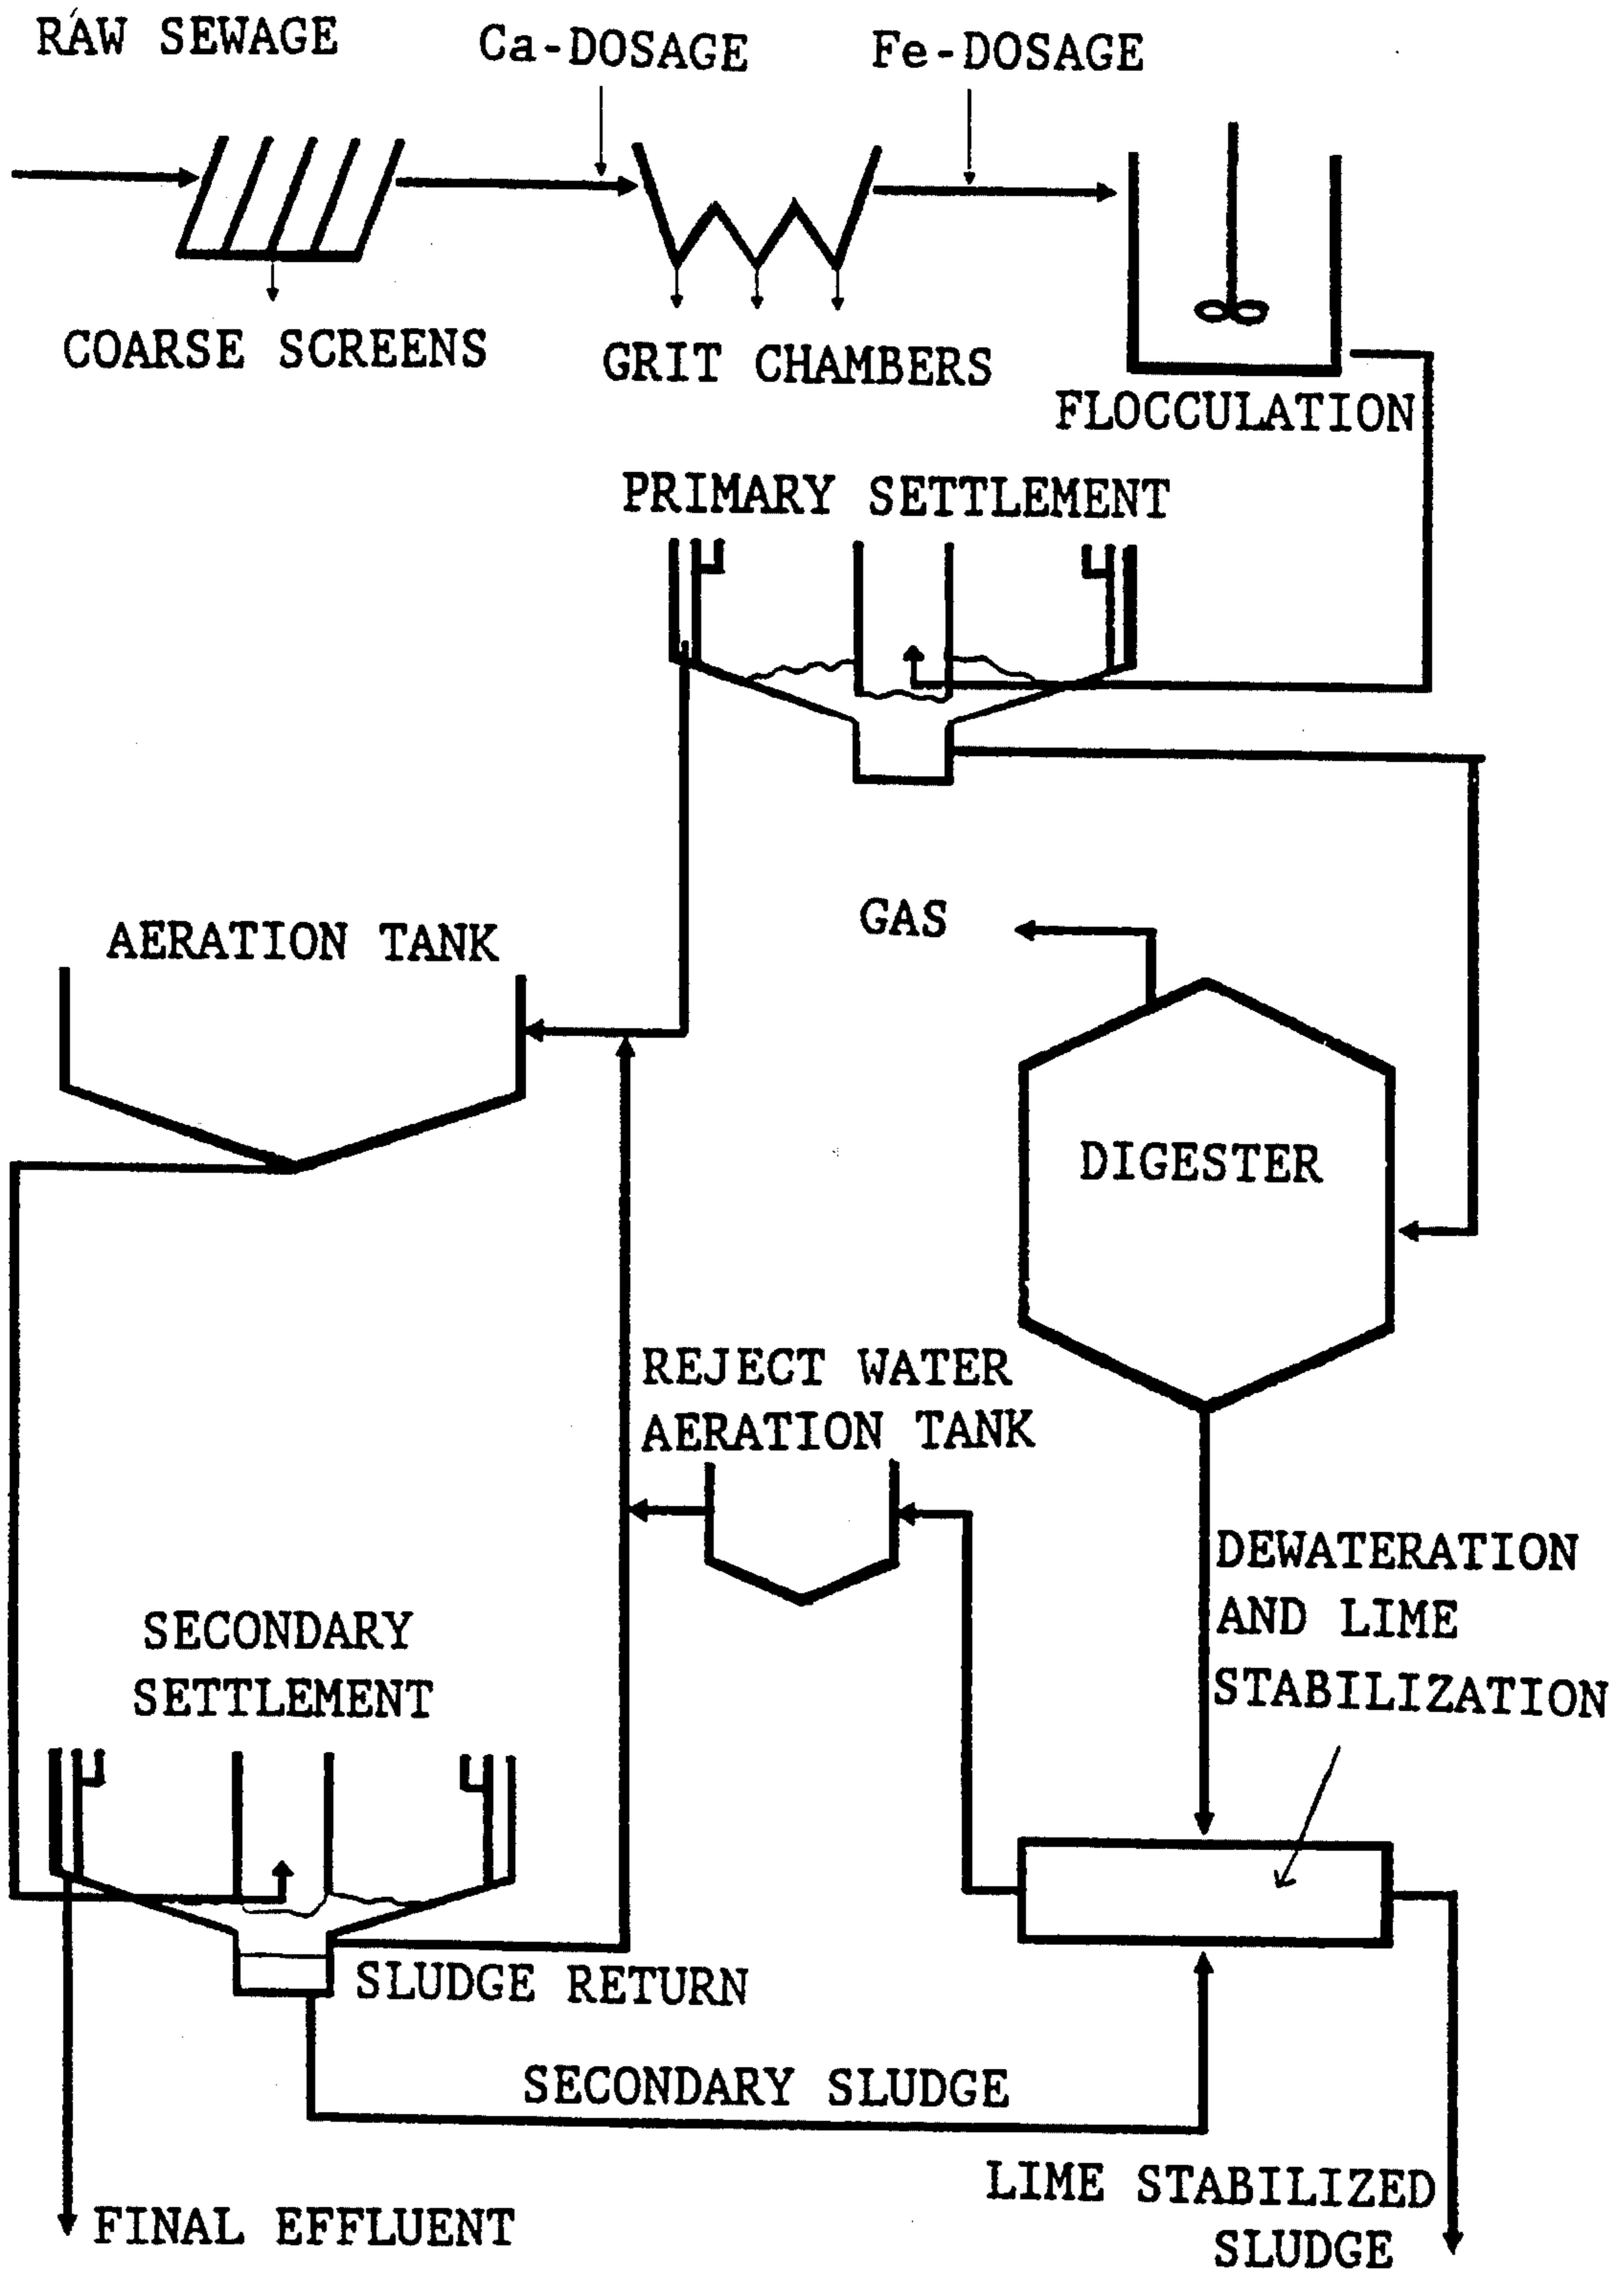 RAW SEWAGE
Ca-DOSAGE
Fe-DOSAGE
COARSE SCREENS
GRIT CHAMBERS
FLOCCULATION
PRIMARY SETTLEMENT
GAS
AERATION TANK
DIGESTER
REJECT WATER
AERATION TANK
DEWATERATION
AND LIME
STABILIZATION
SECONDARY
SETTLEMENT
SLUDGE RETURN
SECONDARY SLUDGE
LIME STABILIZED
SLUDGE
FINAL EFFLUENT